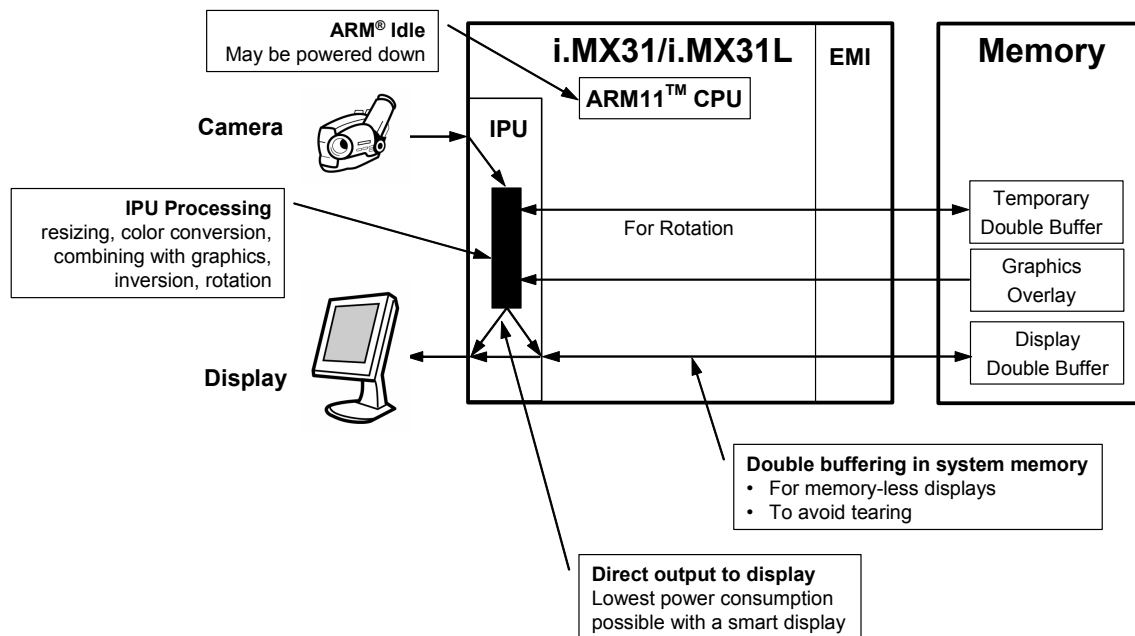 ARM® Idle
May be powered down
i.MX31/i.MX31L
EMI
Memory
ARM11™ CPU
Camera
IPU
IPU Processing
resizing, color conversion,
combining with graphics,
inversion, rotation
For Rotation
Temporary
Double Buffer
Graphics
Overlay
Display
Double Buffer
Display
Double buffering in system memory
• For memory-less displays
• To avoid tearing
Direct output to display
Lowest power consumption
possible with a smart display